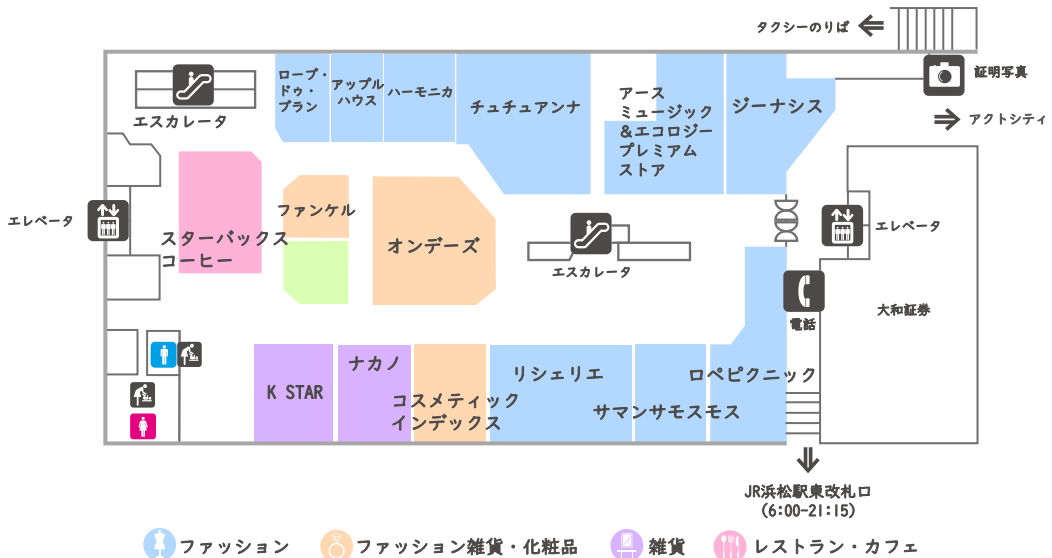 タクシーのりば
証明写真
アクトシティ
エスカレータ
ローブ・
ドゥ・
ブラン
アップル
ハウス
ハーモニカ
チュチュアンナ
アース
ミュージック
&エコロジー
プレミアム
ストア
ジーナシス
エレベータ
スターバックス
コーヒー
ファンケル
オンデーズ
エスカレータ
エレベータ
電話
大和証券
K STAR
ナカノ
コスメティック
インデックス
リシェリエ
サマンサモスモス
ロペピクニック
JR浜松駅東改札口
(6:00-21:15)
ファッション
ファッション雑貨・化粧品
雑貨
レストラン・カフェ